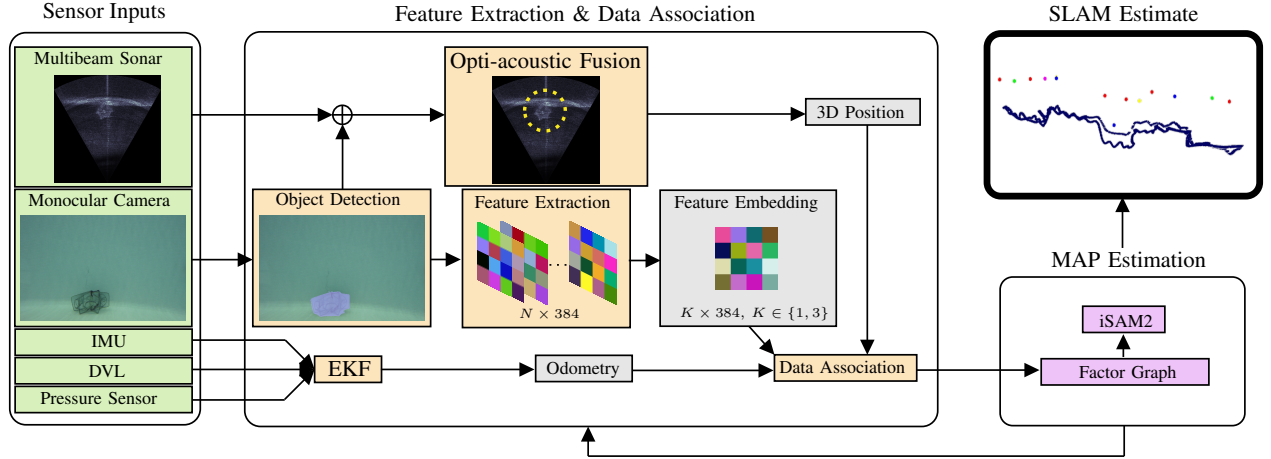 Sensor Inputs
Feature Extraction & Data Association
SLAM Estimate
Multibeam Sonar
Opti-acoustic Fusion
3D Position
Monocular Camera
Object Detection
Feature Extraction
...
N × 384
Feature Embedding
K × 384, K ∈ {1, 3}
MAP Estimation
IMU
DVL
Pressure Sensor
EKF
Odometry
Data Association
iSAM2
Factor Graph